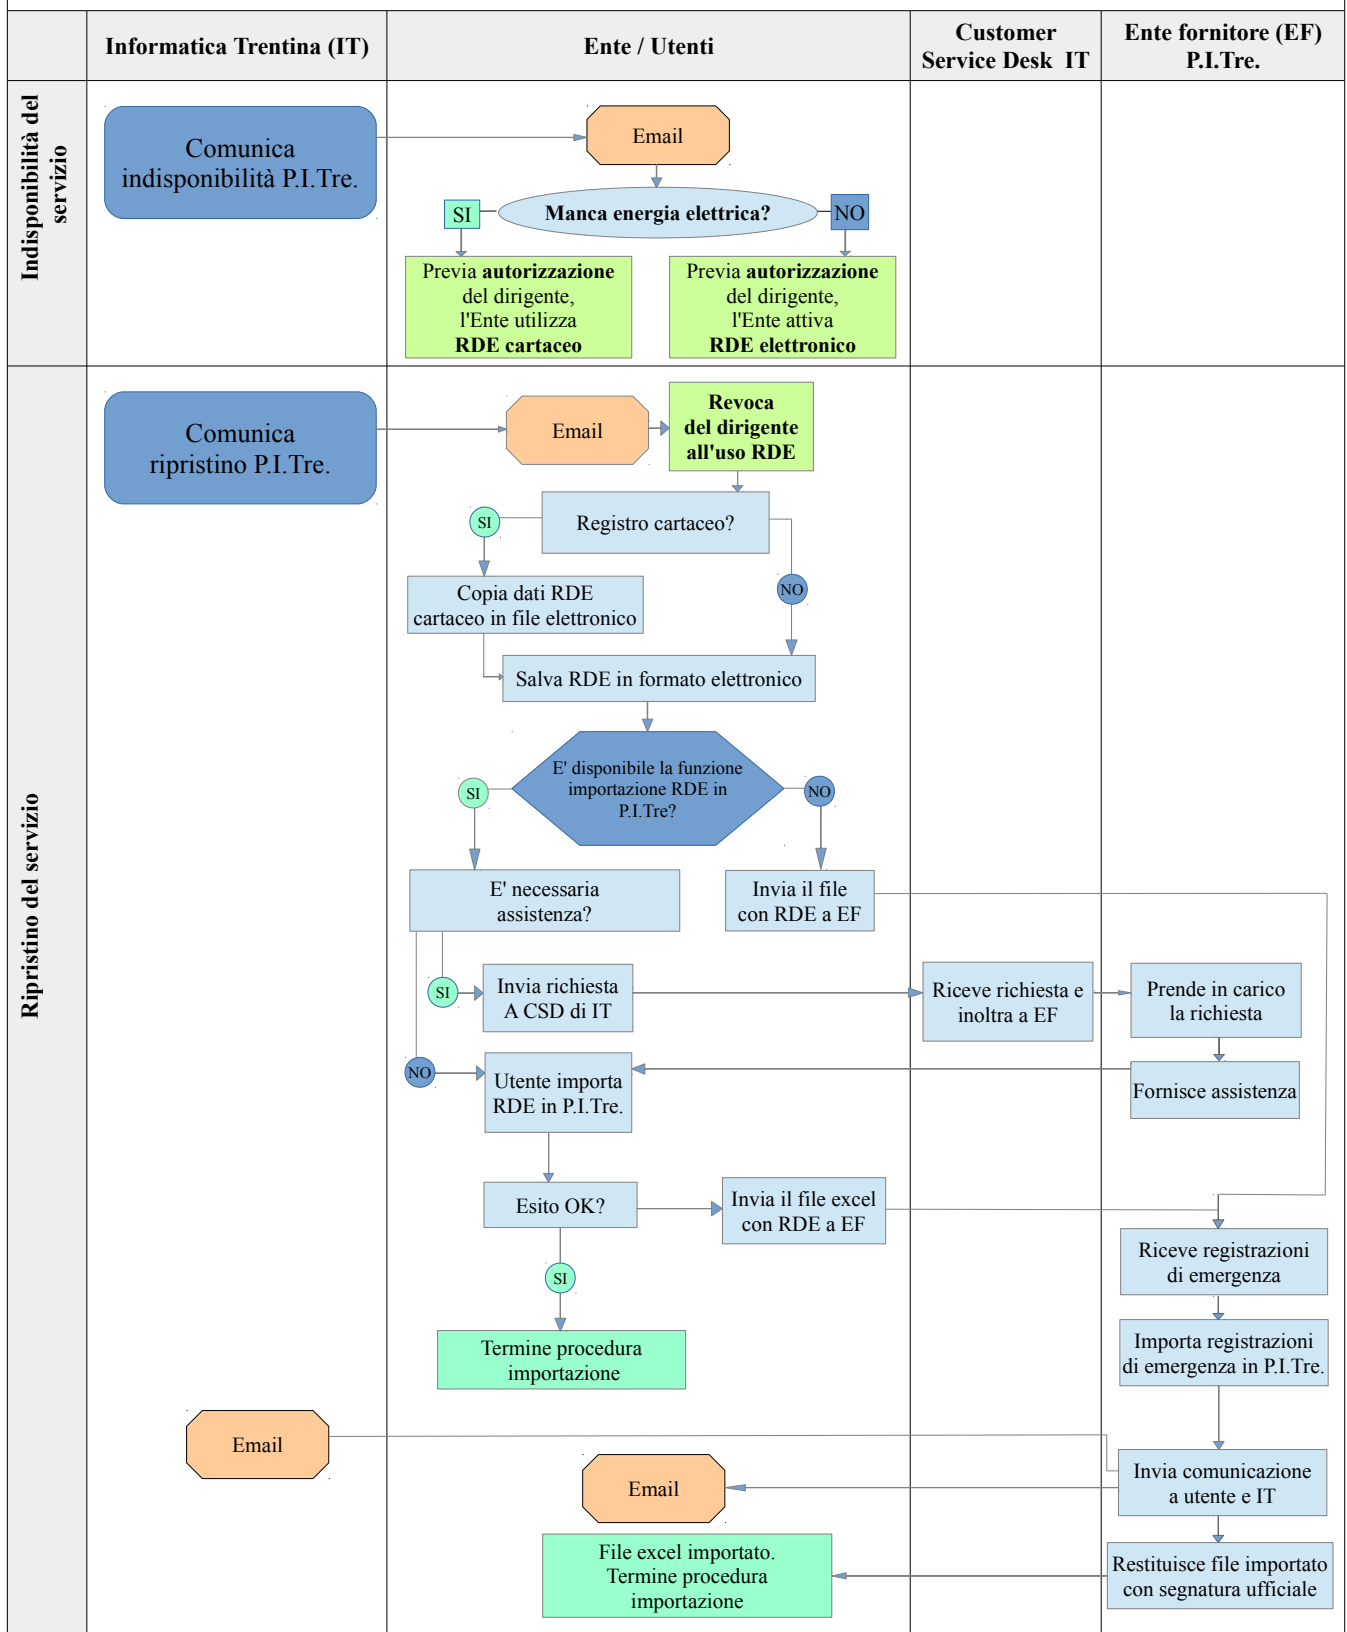 Informatica Trentina (IT)
Ente / Utenti
Customer
Service Desk IT
Ente fornitore (EF)
P.I.Tre.
Indisponibilità del
servizio
Comunica
indisponibilità P.I.Tre.
Email
Manca energia elettrica?
SI
NO
Previa autorizzazione
del dirigente,
l'Ente utilizza
RDE cartaceo
Previa autorizzazione
del dirigente,
l'Ente attiva
RDE elettronico
Ripristino del servizio
Comunica
ripristino P.I.Tre.
Email
Revoca
del dirigente
all'uso RDE
Registro cartaceo?
SI
NO
Copia dati RDE
cartaceo in file elettronico
Salva RDE in formato elettronico
E' disponibile la funzione
importazione RDE in
P.I.Tre?
SI
NO
E' necessaria
assistenza?
Invia il file
con RDE a EF
SI
Invia richiesta
A CSD di IT
Riceve richiesta e
inoltra a EF
Prende in carico
la richiesta
NO
Utente importa
RDE in P.I.Tre.
Fornisce assistenza
Esito OK?
Invia il file excel
con RDE a EF
Riceve registrazioni
di emergenza
SI
Termine procedura
importazione
Importa registrazioni
di emergenza in P.I.Tre.
Email
Email
Invia comunicazione
a utente e IT
File excel importato.
Termine procedura
importazione
Restituisce file importato
con segnatura ufficiale